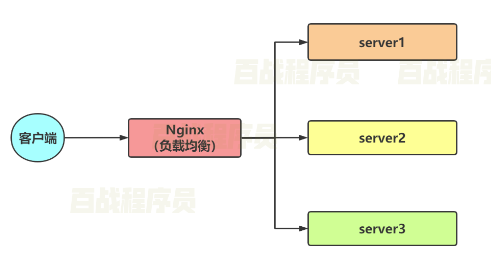 server1
百战程序员
百战程序员
客户端
Nginx
（负载均衡）
百战程序员
server2
百战程序员
server3